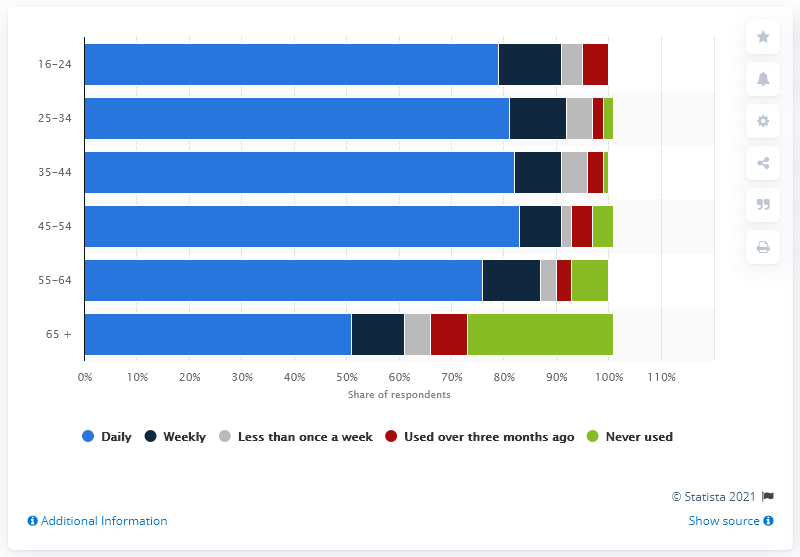 16–24
25–34
35–44
45–54
55–64
65 +
0% 10% 20% 30% 40% 50% 60% 70% 80% 90% 100% 110%
Share of respondents
Daily Weekly Less than once a week Used over three months ago Never used
© Statista 2021
Additional Information Show source